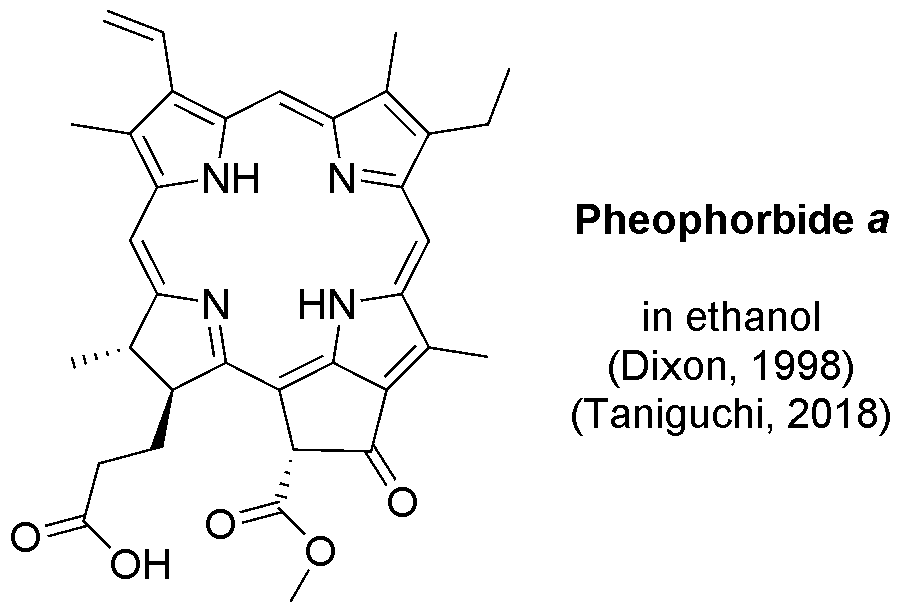 NH
N
Pheophorbide a
N
HN
in ethanol
(Dixon, 1998)
(Taniguchi, 2018)
O
O
O
OH
O